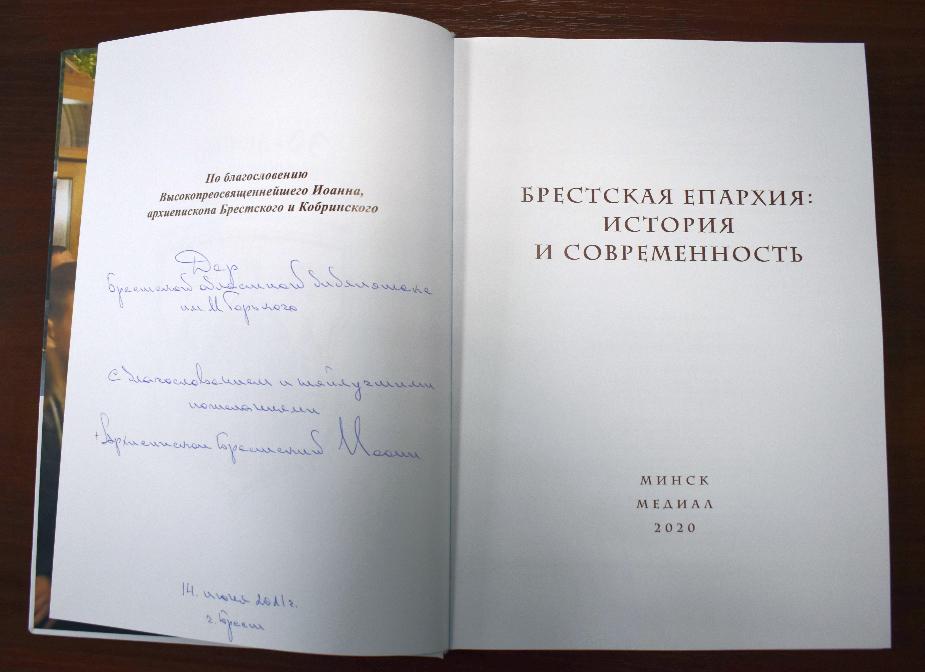 По благословению
Высокопреосвященнейшего Иоанна,
архиепископа Брестского и Кобринского
Дар
Брестской областной библиотеке
им М Горького
с благословением и наилучшими
пожеланиями
+Архиепископ Брестский Иоанн
14. июня 2021г.
г. Брест
БРЕСТСКАЯ ЕПАРХИЯ:
ИСТОРИЯ
И СОВРЕМЕННОСТЬ
МИНСК
МЕДИАЛ
2020